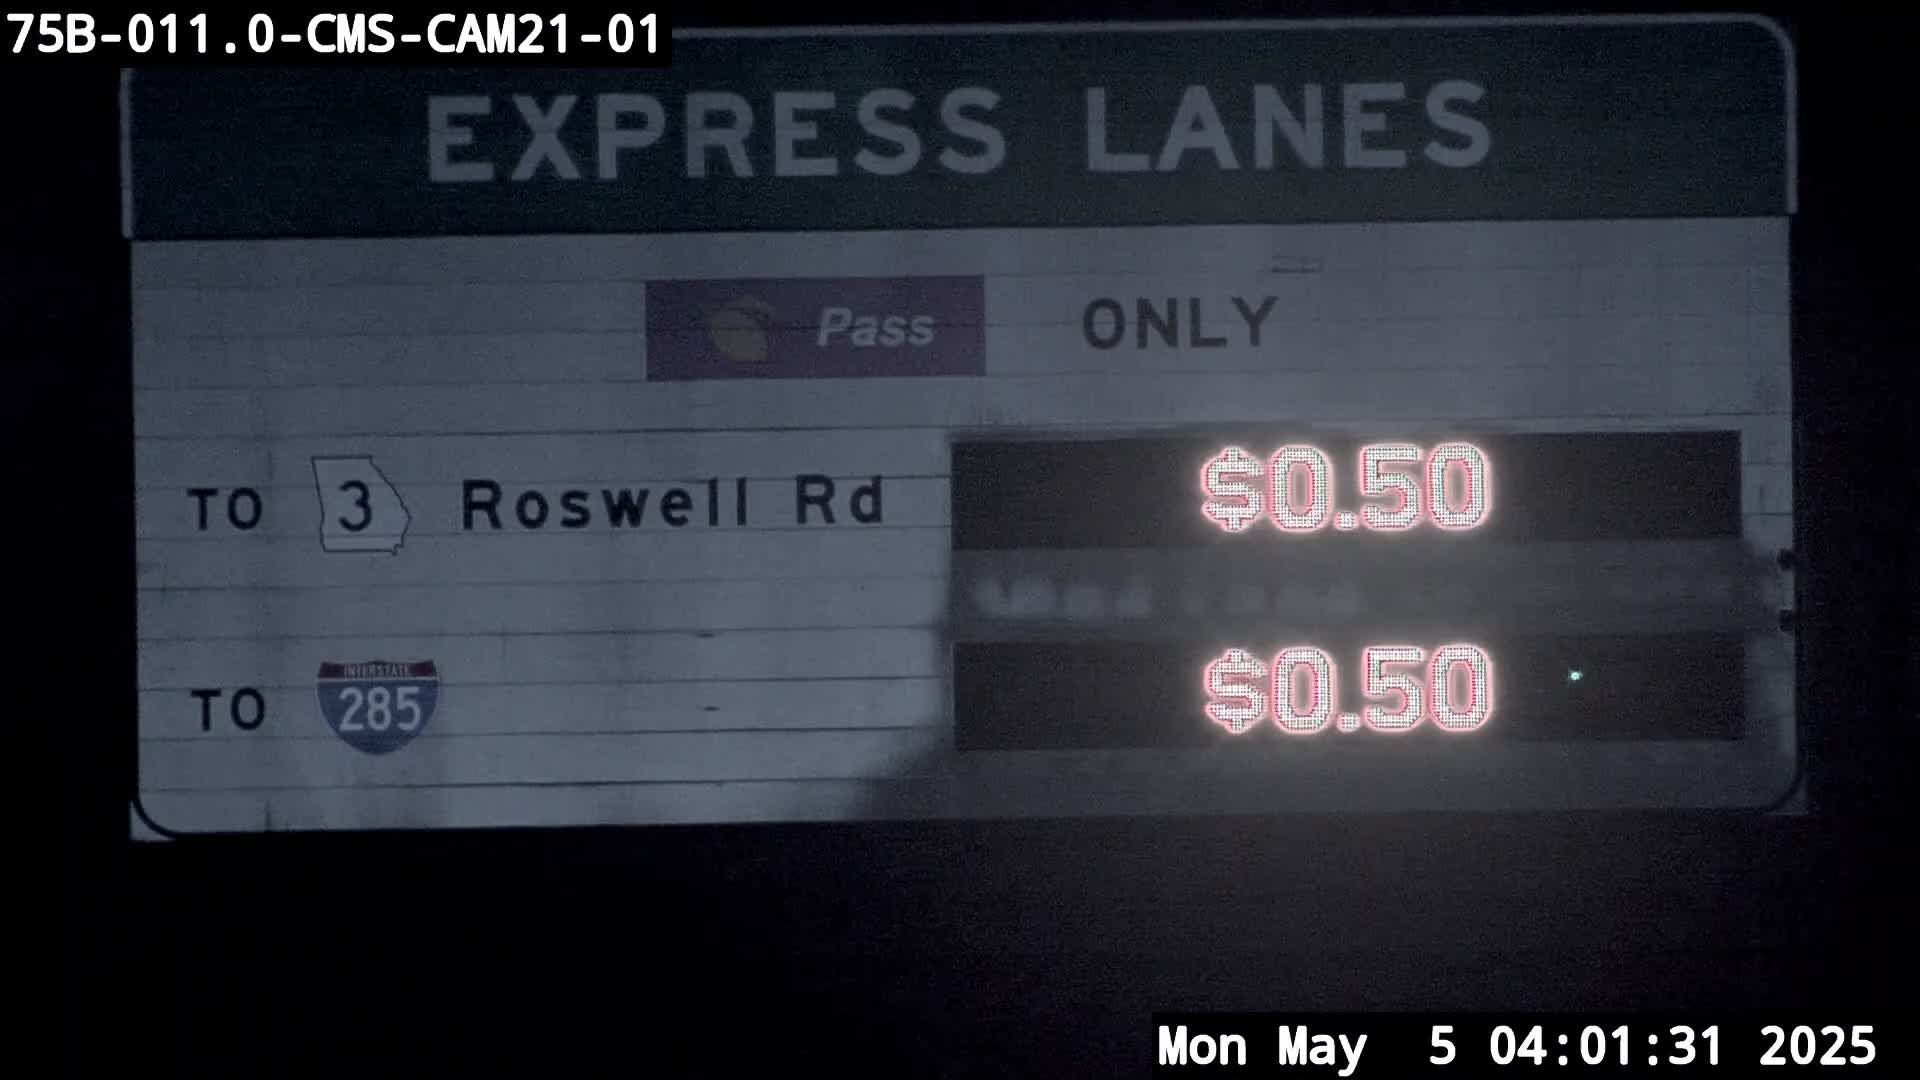 75B-011.0-CMS-CAM21-01
EXPRESS LANES
Pass ONLY
TO 3 Roswell Rd $0.50
TO INTERSTATE 285 $0.50
Mon May 5 04:01:31 2025